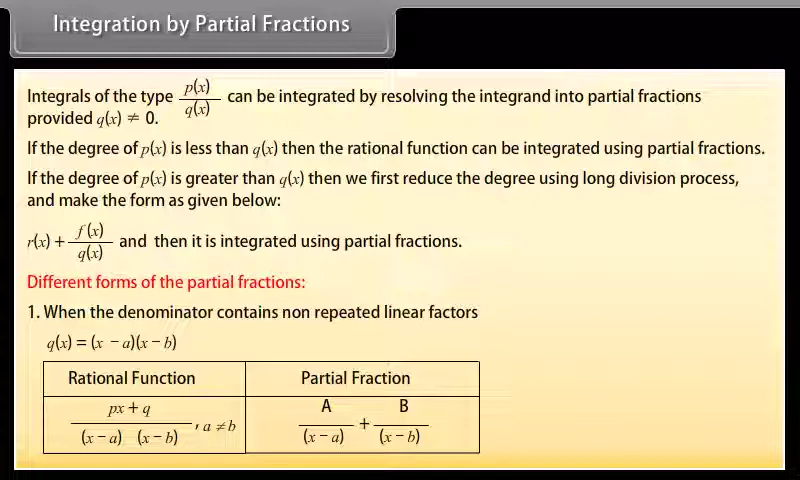 Integration by Partial Fractions
Integrals of the type p(x)/q(x) can be integrated by resolving the integrand into partial fractions
provided q(x) ≠ 0.
If the degree of p(x) is less than q(x) then the rational function can be integrated using partial fractions.
If the degree of p(x) is greater than q(x) then we first reduce the degree using long division process,
and make the form as given below:
r(x) + f(x)/q(x) and then it is integrated using partial fractions.
Different forms of the partial fractions:
1. When the denominator contains non repeated linear factors
q(x) = (x – a)(x – b)
Rational Function Partial Fraction
px + q/(x – a) (x – b), a ≠ b A/(x – a) + B/(x – b)